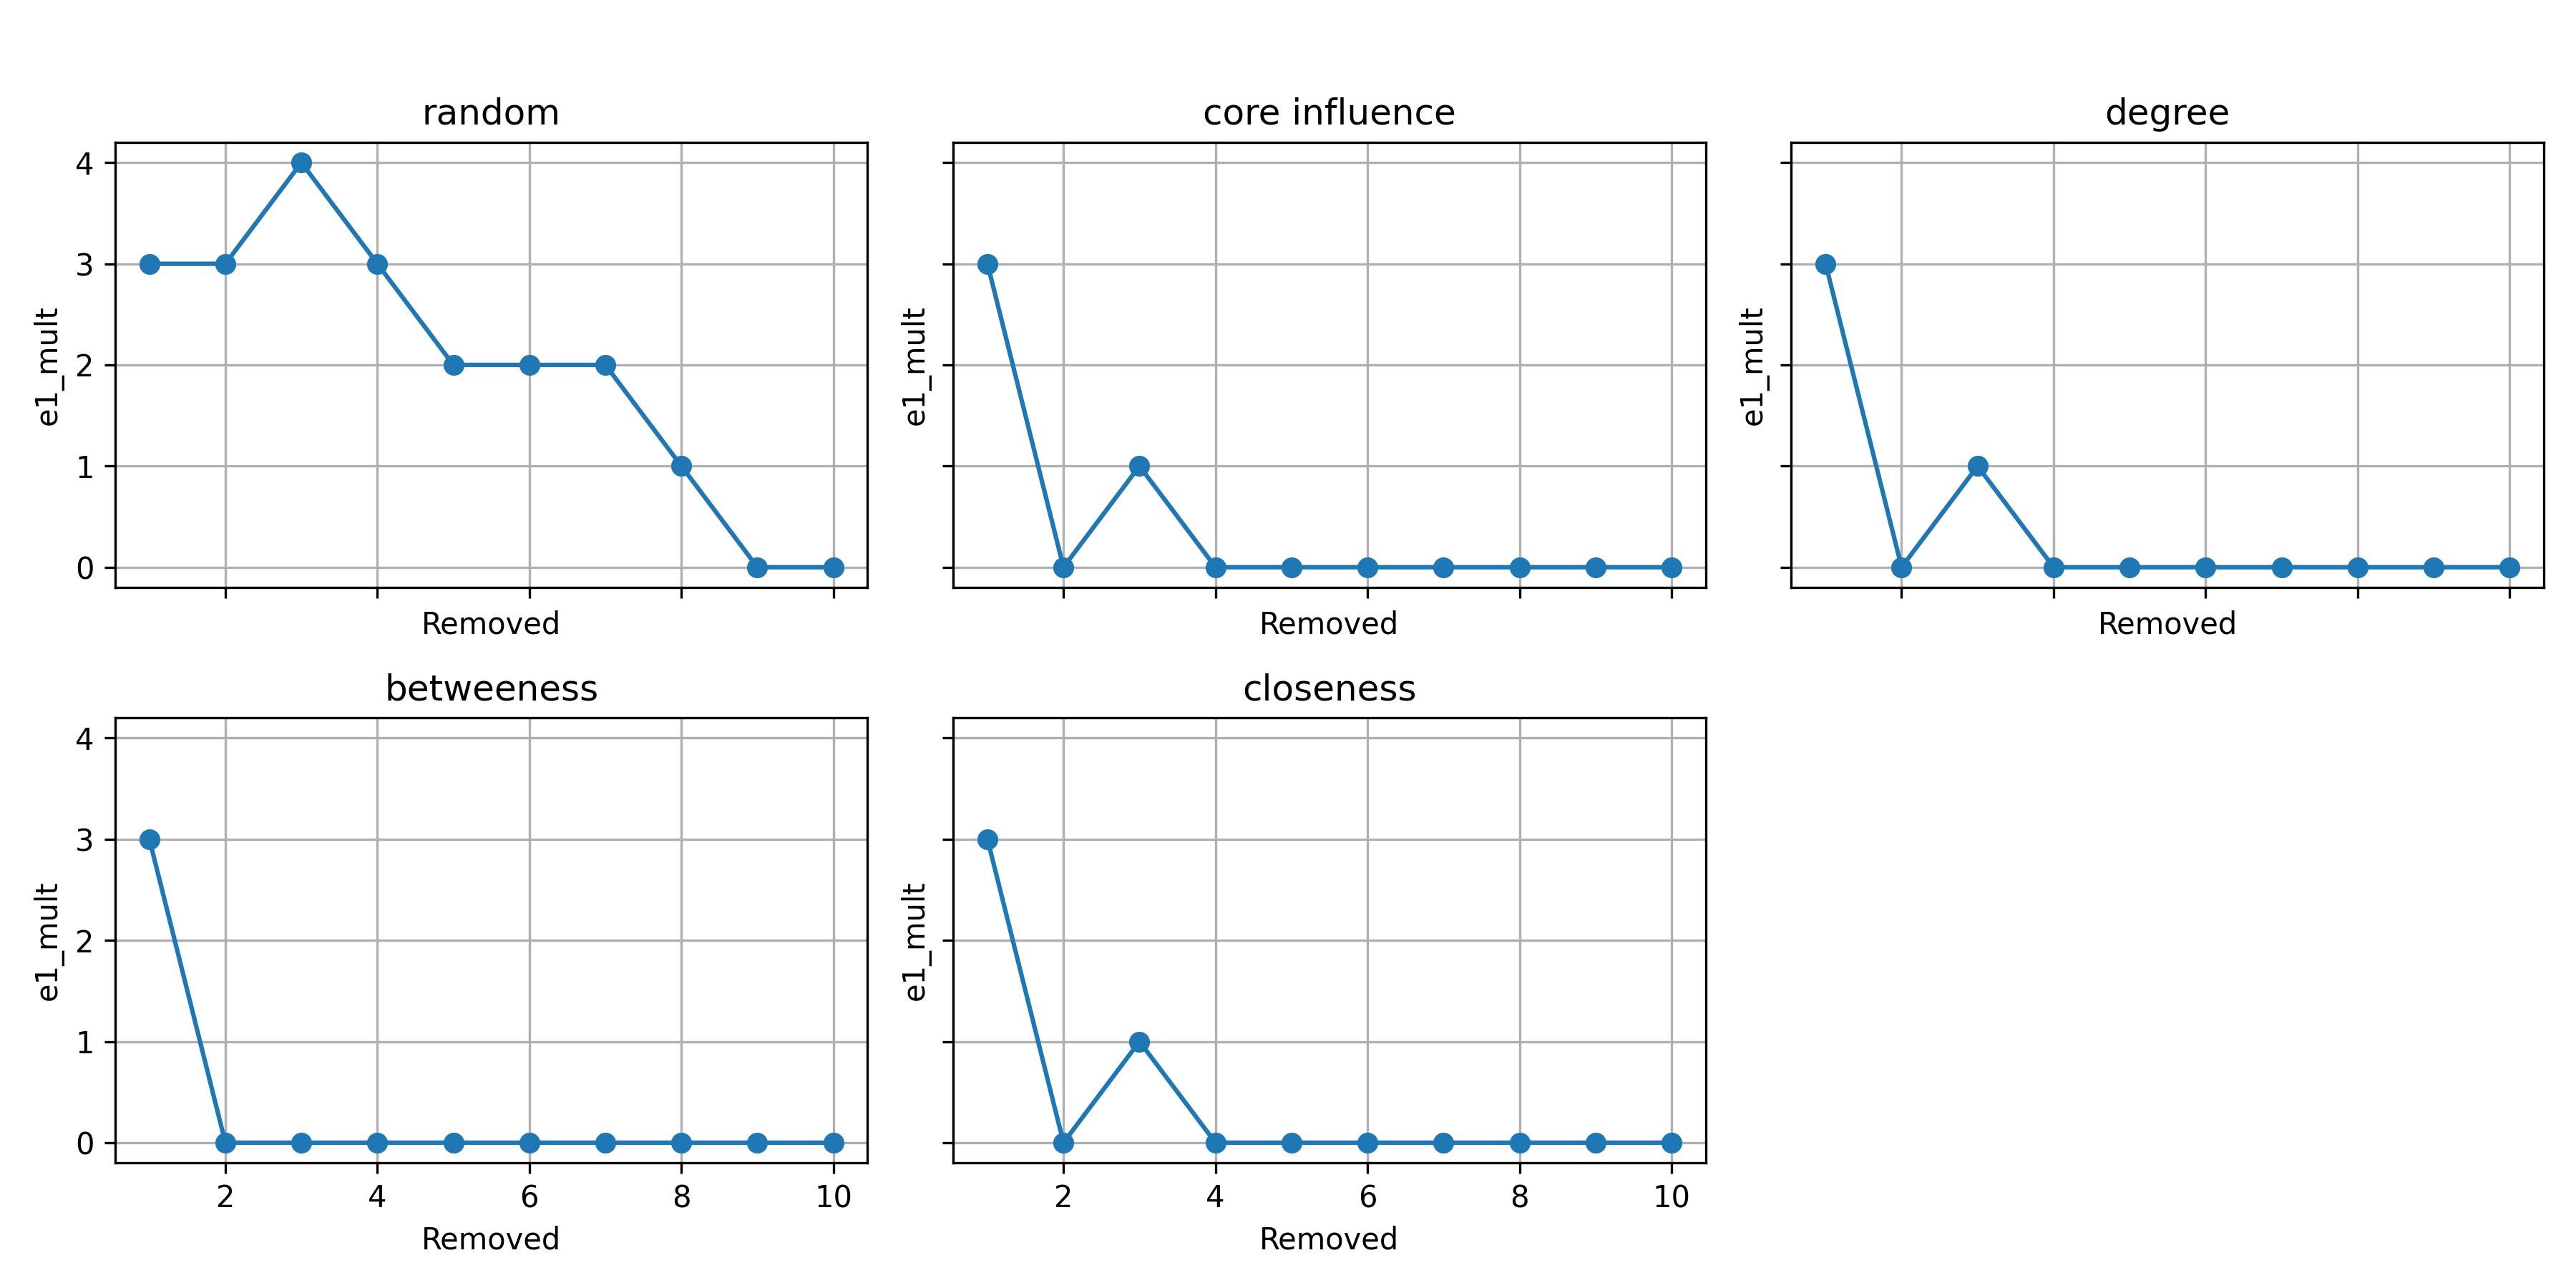 random
core influence
degree
4
3
2
1
0
e1_mult
e1_mult
e1_mult
Removed
Removed
Removed
betweeness
closeness
4
3
2
1
0
e1_mult
e1_mult
2 4 6 8 10
2 4 6 8 10
Removed
Removed